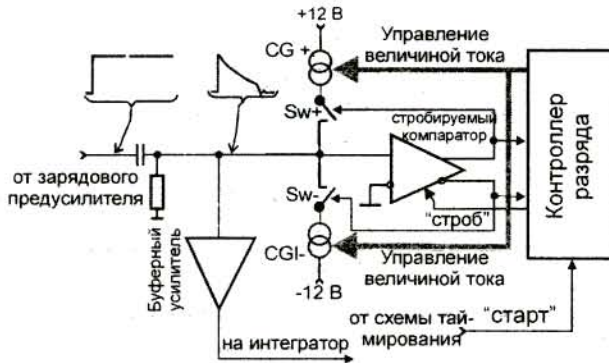 +12 В
CG +
Управление
величиной тока
Sw+
стробируемый
компаратор
от зарядового
предусилителя
Sw-
"строб"
Контроллер
разряда
Буферный
усилитель
CGI-
Управление
величиной тока
-12 В
от схемы тай-
мирования
"старт"
на интегратор